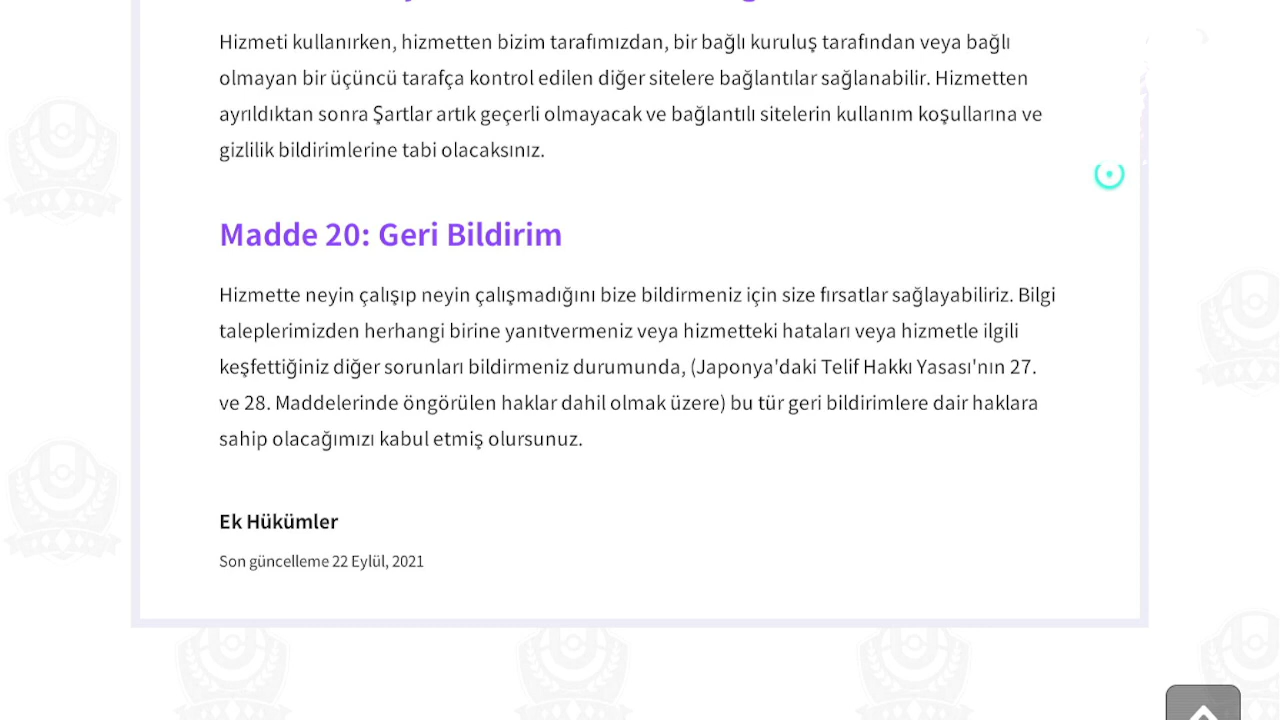 Hizmeti kullanırken, hizmetten bizim tarafımızdan, bir bağlı kuruluş tarafından veya bağlı
olmayan bir üçüncü tarafça kontrol edilen diğer sitelere bağlantılar sağlanabilir. Hizmetten
ayrıldıktan sonra Şartlar artık geçerli olmayacak ve bağlantılı sitelerin kullanım koşullarına ve
gizlilik bildirimlerine tabi olacaksınız.
Madde 20: Geri Bildirim
Hizmette neyin çalışıp neyin çalışmadığını bize bildirmeniz için size fırsatlar sağlayabiliriz. Bilgi
taleplerimizden herhangi birine yanıtvermeniz veya hizmetteki hataları veya hizmetle ilgili
keşfettiğiniz diğer sorunları bildirmeniz durumunda, (Japonya'daki Telif Hakkı Yasası'nın 27.
ve 28. Maddelerinde öngörülen haklar dahil olmak üzere) bu tür geri bildirimlere dair haklara
sahip olacağımızı kabul etmiş olursunuz.
Ek Hükümler
Son güncelleme 22 Eylül, 2021